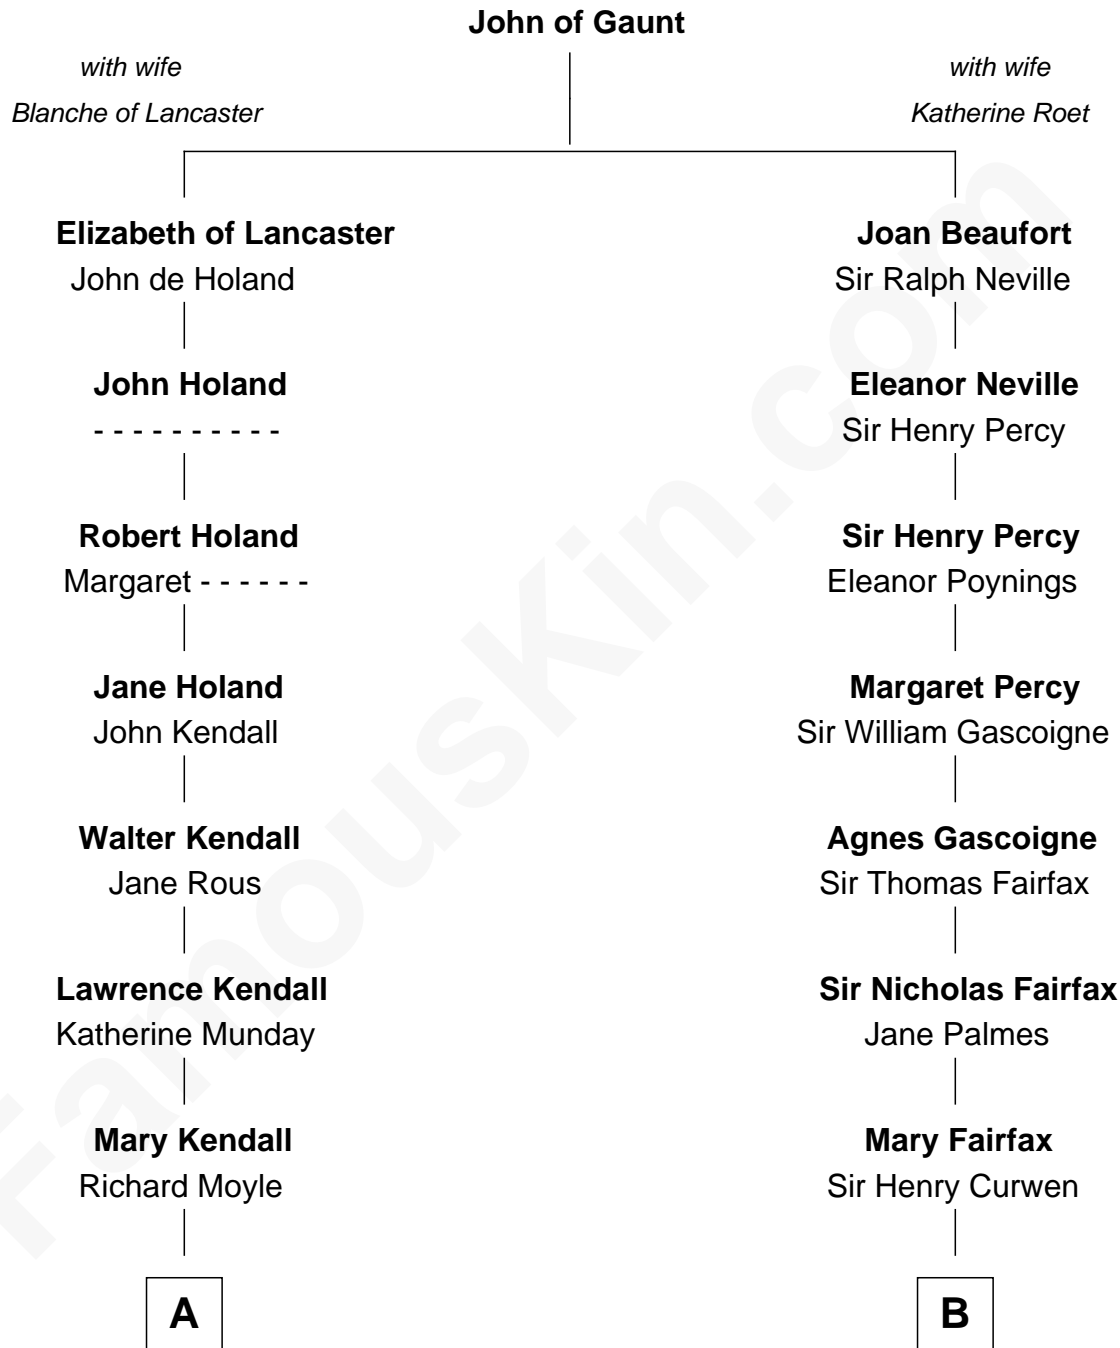 John of Gaunt
with wife
Blanche of Lancaster
with wife
Katherine Roet
Elizabeth of Lancaster
John de Holand
Joan Beaufort
Sir Ralph Neville
John Holand
- - - - - - - - - -
Eleanor Neville
Sir Henry Percy
Robert Holand
Margaret - - - - - -
Sir Henry Percy
Eleanor Poynings
Jane Holand
John Kendall
Margaret Percy
Sir William Gascoigne
Walter Kendall
Jane Rous
Agnes Gascoigne
Sir Thomas Fairfax
Lawrence Kendall
Katherine Munday
Sir Nicholas Fairfax
Jane Palmes
Mary Kendall
Richard Moyle
Mary Fairfax
Sir Henry Curwen
A
B
FamousKin.com